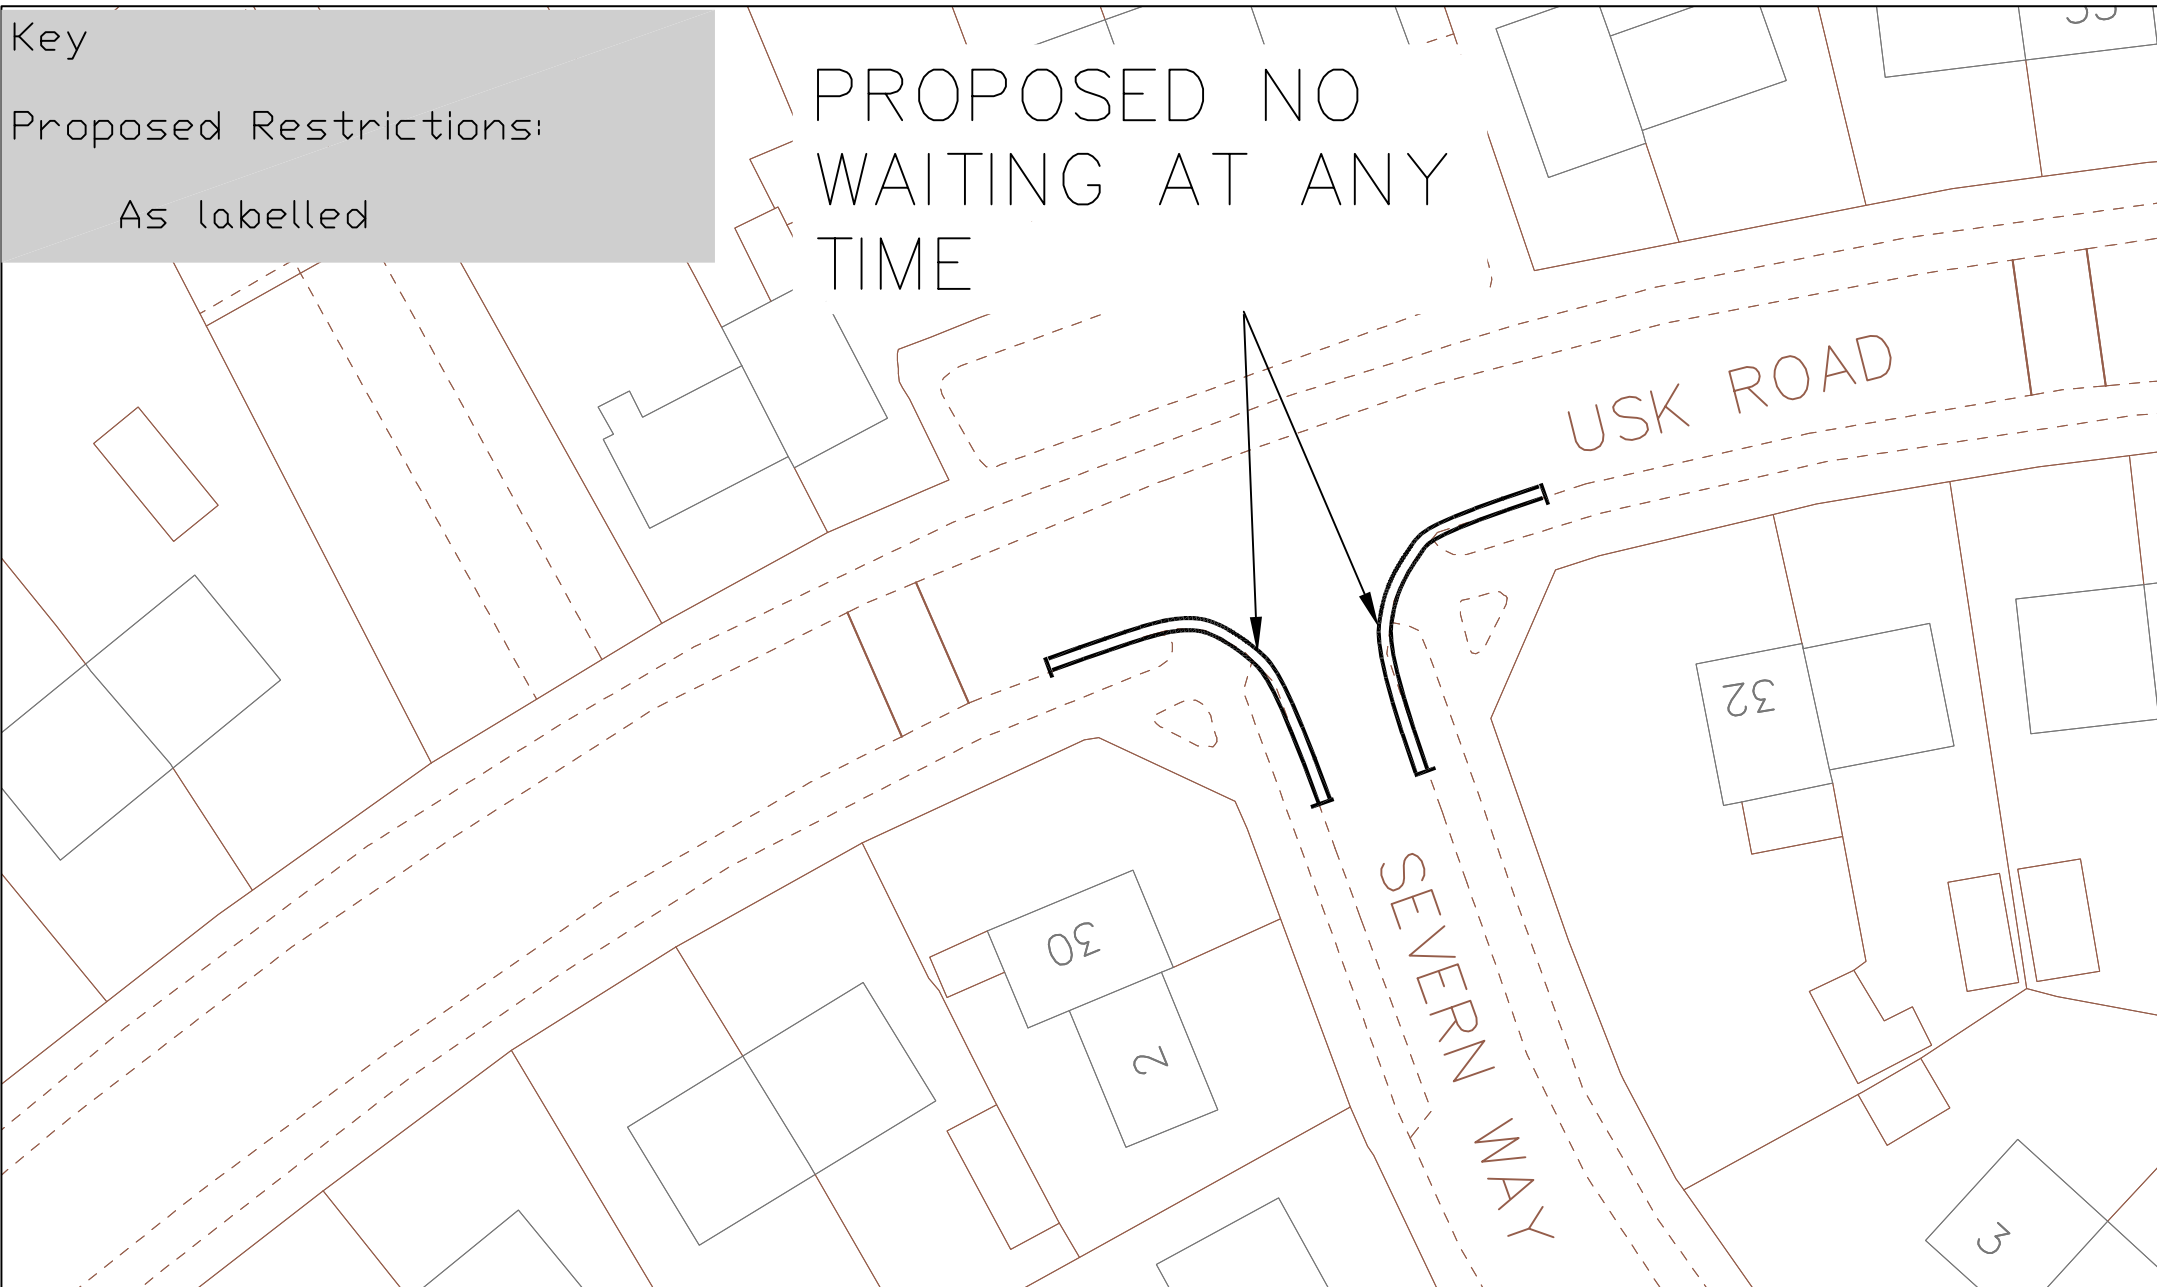 Key
Proposed Restrictions:
As labelled
PROPOSED NO
WAITING AT ANY
TIME
USK ROAD
SEVERN WAY
32
30
2
3